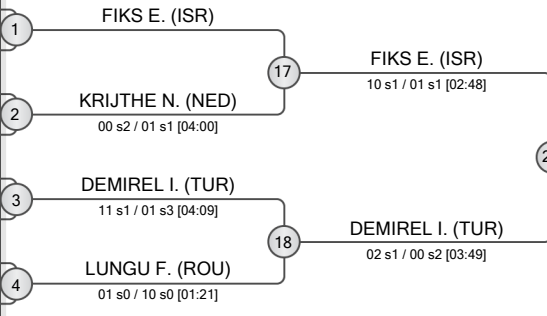 FIKS E. (ISR)
1
17
FIKS E. (ISR)
10 s1 / 01 s1 [02:48]
2
KRIJTHE N. (NED)
00 s2 / 01 s1 [04:00]
3
DEMIREL I. (TUR)
11 s1 / 01 s3 [04:09]
18
DEMIREL I. (TUR)
02 s1 / 00 s2 [03:49]
4
LUNGU F. (ROU)
01 s0 / 10 s0 [01:21]